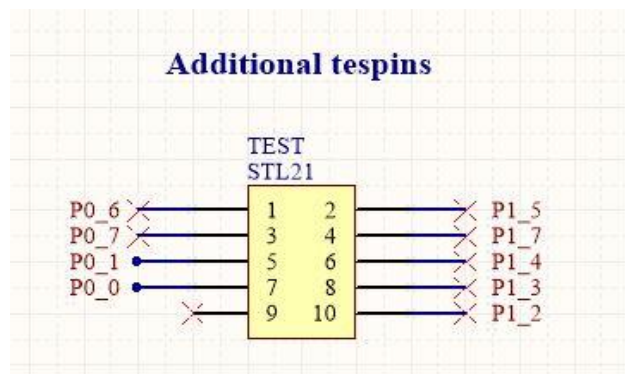 Additional tespins
TEST
STL21
P0_6 1 2 P1_5
P0_7 3 4 P1_7
P0_1 5 6 P1_4
P0_0 7 8 P1_3
9 10 P1_2